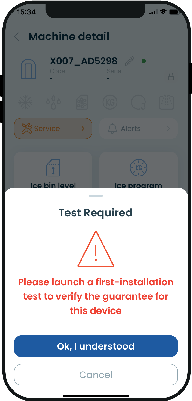 15:34
Machine detail
X007_AD5298
Service
Alerts
Ice bin level
Ice program
Test Required
Please launch a first-installation
test to verify the guarantee for
this device
Ok, I understood
Cancel